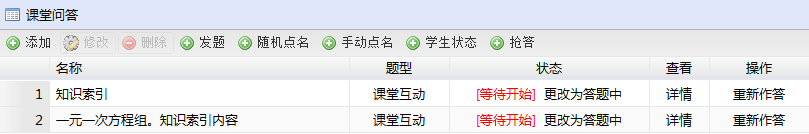 课堂问答
添加 修改 删除 发题 随机点名 手动点名 学生状态 抢答
名称 题型 状态 查看 操作
1 知识索引 课堂互动 [等待开始] 更改为答题中 详情 重新作答
2 一元一次方程组。知识索引内容 课堂互动 [等待开始] 更改为答题中 详情 重新作答